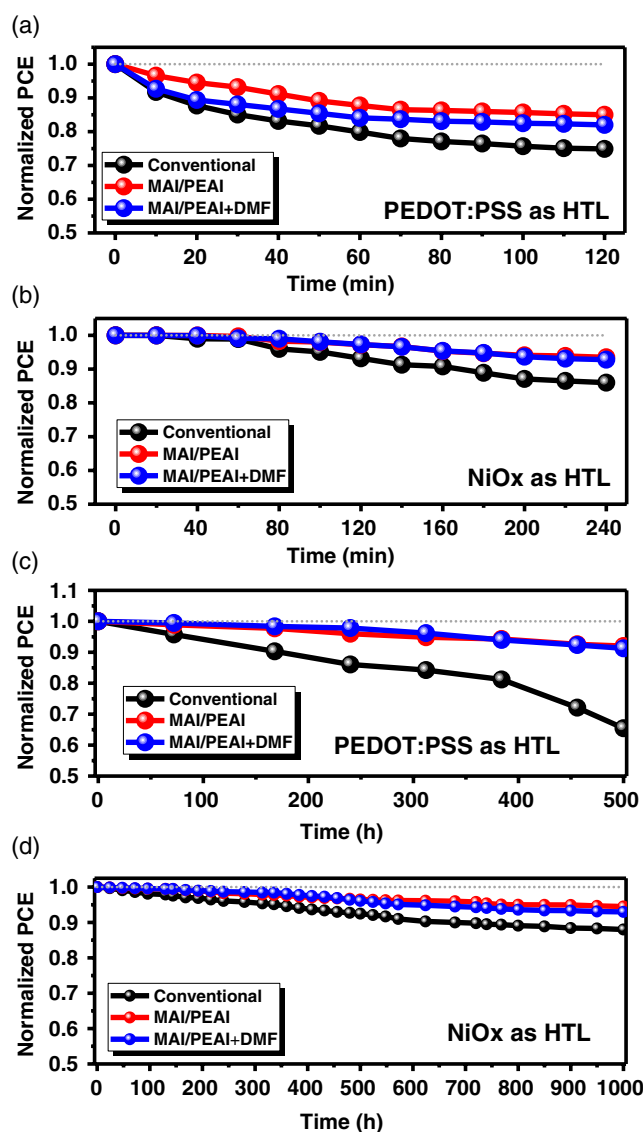 (a)
1.0
0.9
0.8
0.7
0.6
0.5
Normalized PCE
Conventional
MAI/PEAI
MAI/PEAI+DMF
PEDOT:PSS as HTL
0 20 40 60 80 100 120
Time (min)
(b)
1.0
0.9
0.8
0.7
0.6
0.5
Normalized PCE
Conventional
MAI/PEAI
MAI/PEAI+DMF
NiOx as HTL
0 40 80 120 160 200 240
Time (min)
(c)
1.1
1.0
0.9
0.8
0.7
0.6
0.5
Normalized PCE
Conventional
MAI/PEAI
MAI/PEAI+DMF
PEDOT:PSS as HTL
0 100 200 300 400 500
Time (h)
(d)
1.0
0.9
0.8
0.7
0.6
0.5
Normalized PCE
Conventional
MAI/PEAI
MAI/PEAI+DMF
NiOx as HTL
0 100 200 300 400 500 600 700 800 900 1000
Time (h)